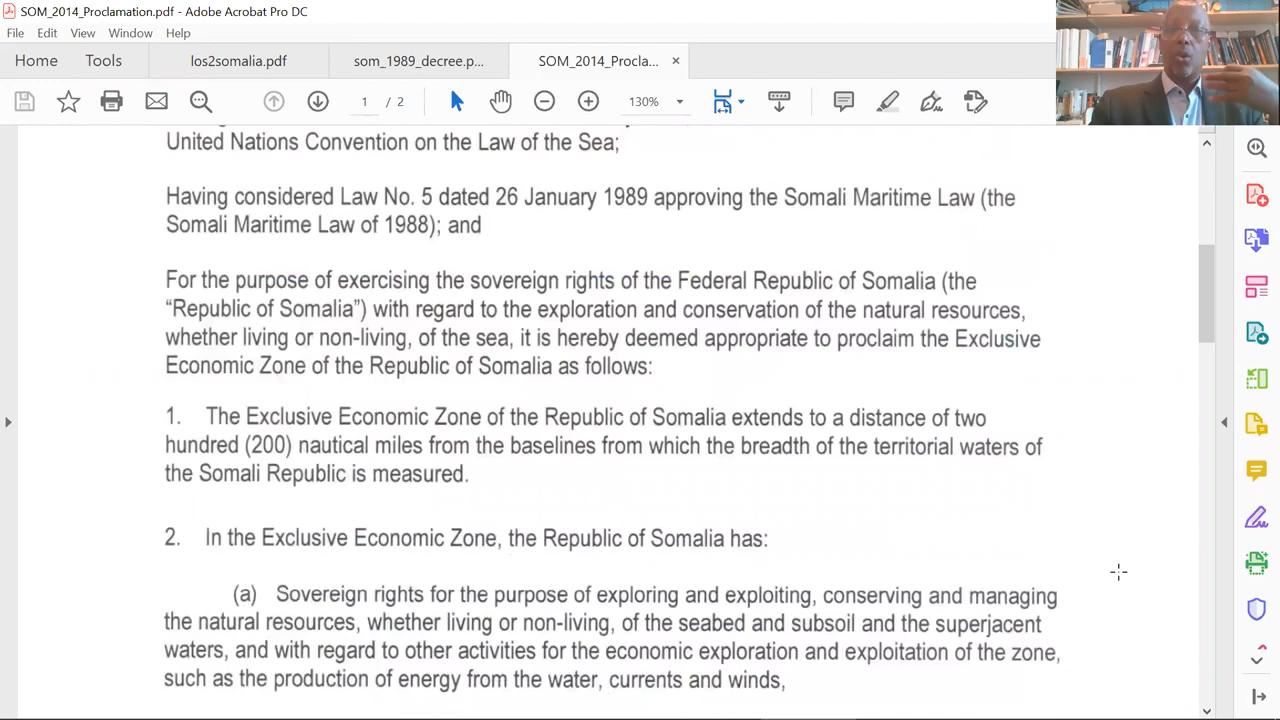 SOM_2014_Proclamation.pdf - Adobe Acrobat Pro DC
File Edit View Window Help
Home Tools los2somalia.pdf som_1989_decree.p... SOM_2014_Procla... ×
1 / 2 130%
United Nations Convention on the Law of the Sea;
Having considered Law No. 5 dated 26 January 1989 approving the Somali Maritime Law (the
Somali Maritime Law of 1988); and
For the purpose of exercising the sovereign rights of the Federal Republic of Somalia (the
“Republic of Somalia”) with regard to the exploration and conservation of the natural resources,
whether living or non-living, of the sea, it is hereby deemed appropriate to proclaim the Exclusive
Economic Zone of the Republic of Somalia as follows:
1. The Exclusive Economic Zone of the Republic of Somalia extends to a distance of two
hundred (200) nautical miles from the baselines from which the breadth of the territorial waters of
the Somali Republic is measured.
2. In the Exclusive Economic Zone, the Republic of Somalia has:
(a) Sovereign rights for the purpose of exploring and exploiting, conserving and managing
the natural resources, whether living or non-living, of the seabed and subsoil and the superjacent
waters, and with regard to other activities for the economic exploration and exploitation of the zone,
such as the production of energy from the water, currents and winds,